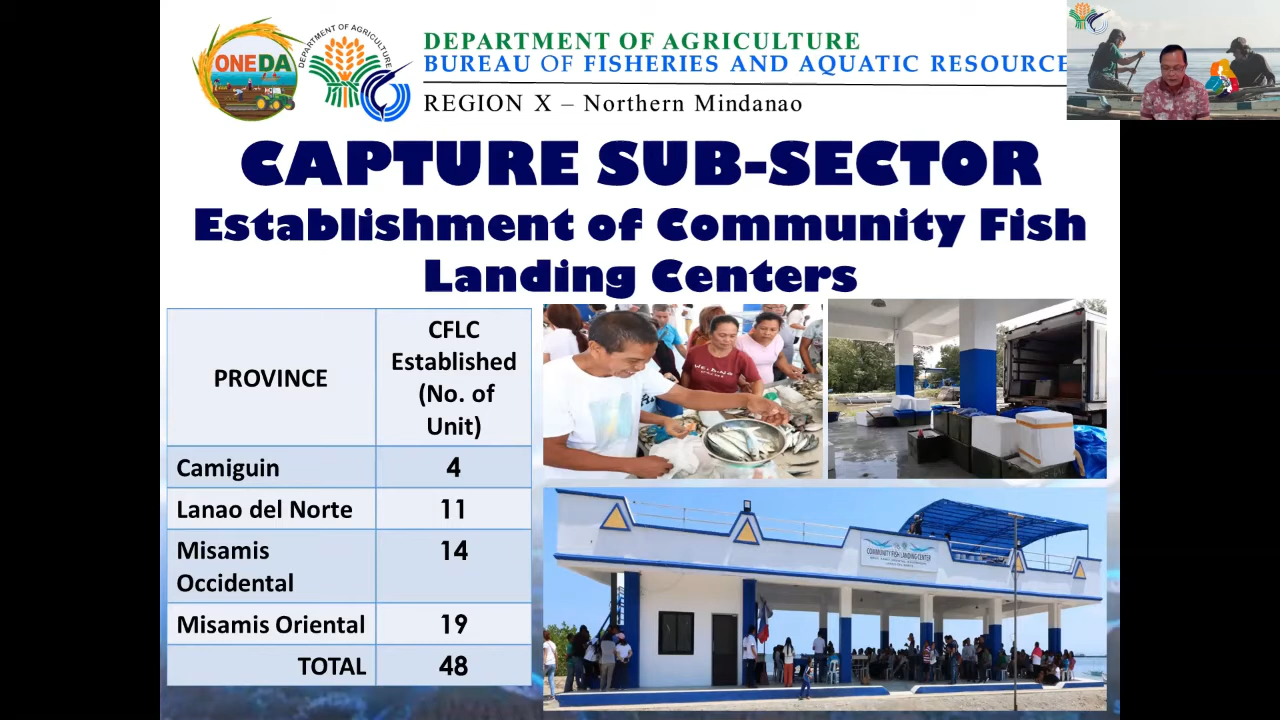 ONEDA
DEPARTMENT OF AGRICULTURE
DEPARTMENT OF AGRICULTURE
BUREAU OF FISHERIES AND AQUATIC RESOURCE
REGION X – Northern Mindanao
CAPTURE SUB-SECTOR
Establishment of Community Fish
Landing Centers
PROVINCE
CFLC
Established
(No. of
Unit)
Camiguin 4
Lanao del Norte 11
Misamis
Occidental
14
Misamis Oriental 19
TOTAL 48
COMMUNITY FISH LANDING CENTER